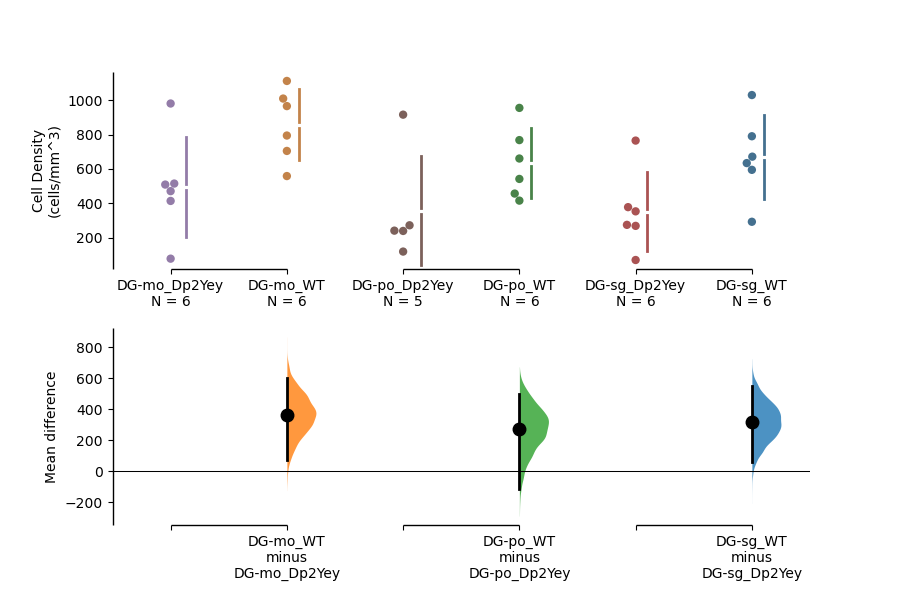 Cell Density
(cells/mm^3)
1000
800
600
400
200
DG-mo_Dp2Yey
N = 6
DG-mo_WT
N = 6
DG-po_Dp2Yey
N = 5
DG-po_WT
N = 6
DG-sg_Dp2Yey
N = 6
DG-sg_WT
N = 6
Mean difference
800
600
400
200
0
−200
DG-mo_WT
minus
DG-mo_Dp2Yey
DG-po_WT
minus
DG-po_Dp2Yey
DG-sg_WT
minus
DG-sg_Dp2Yey